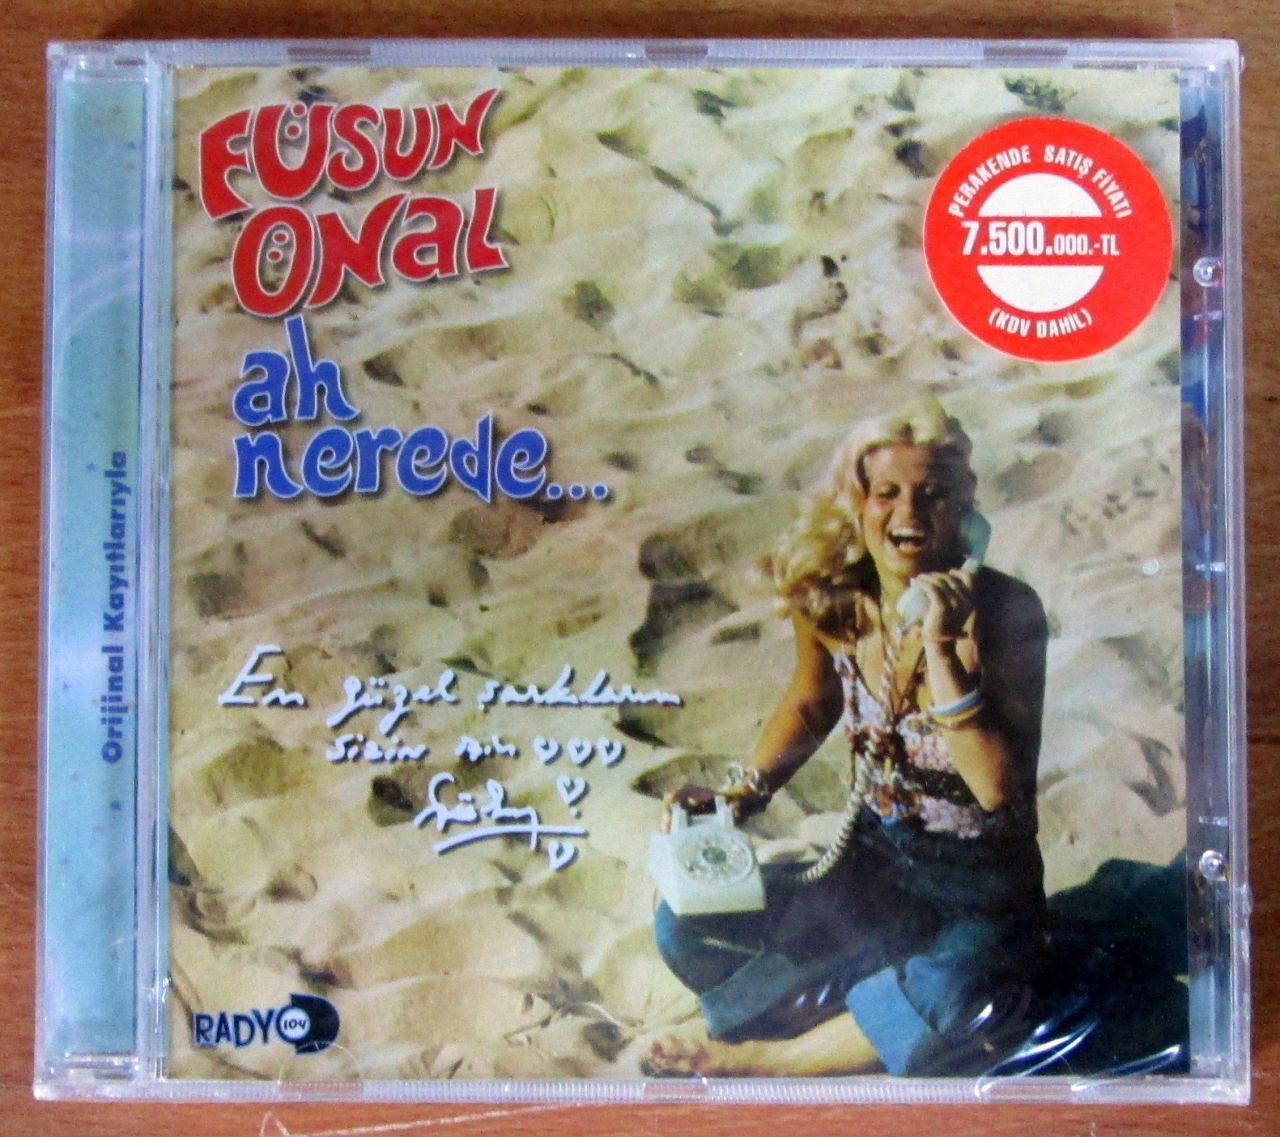 FÜSUN
ÖNAL
ah
nerede...
PERAKENDE SATIŞ FİYATI
7.500.000.-TL
(KDV DAHİL)
Orijinal Kayıtlarıyla
En güzel şarkılarım
sizin
RADYO
104